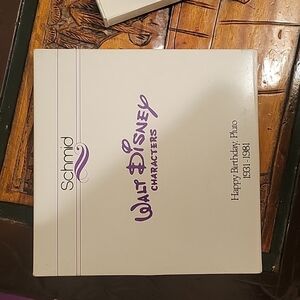 Schmid
WALT DISNEY
CHARACTERS
Happy Birthday, Pluto
1931-1981